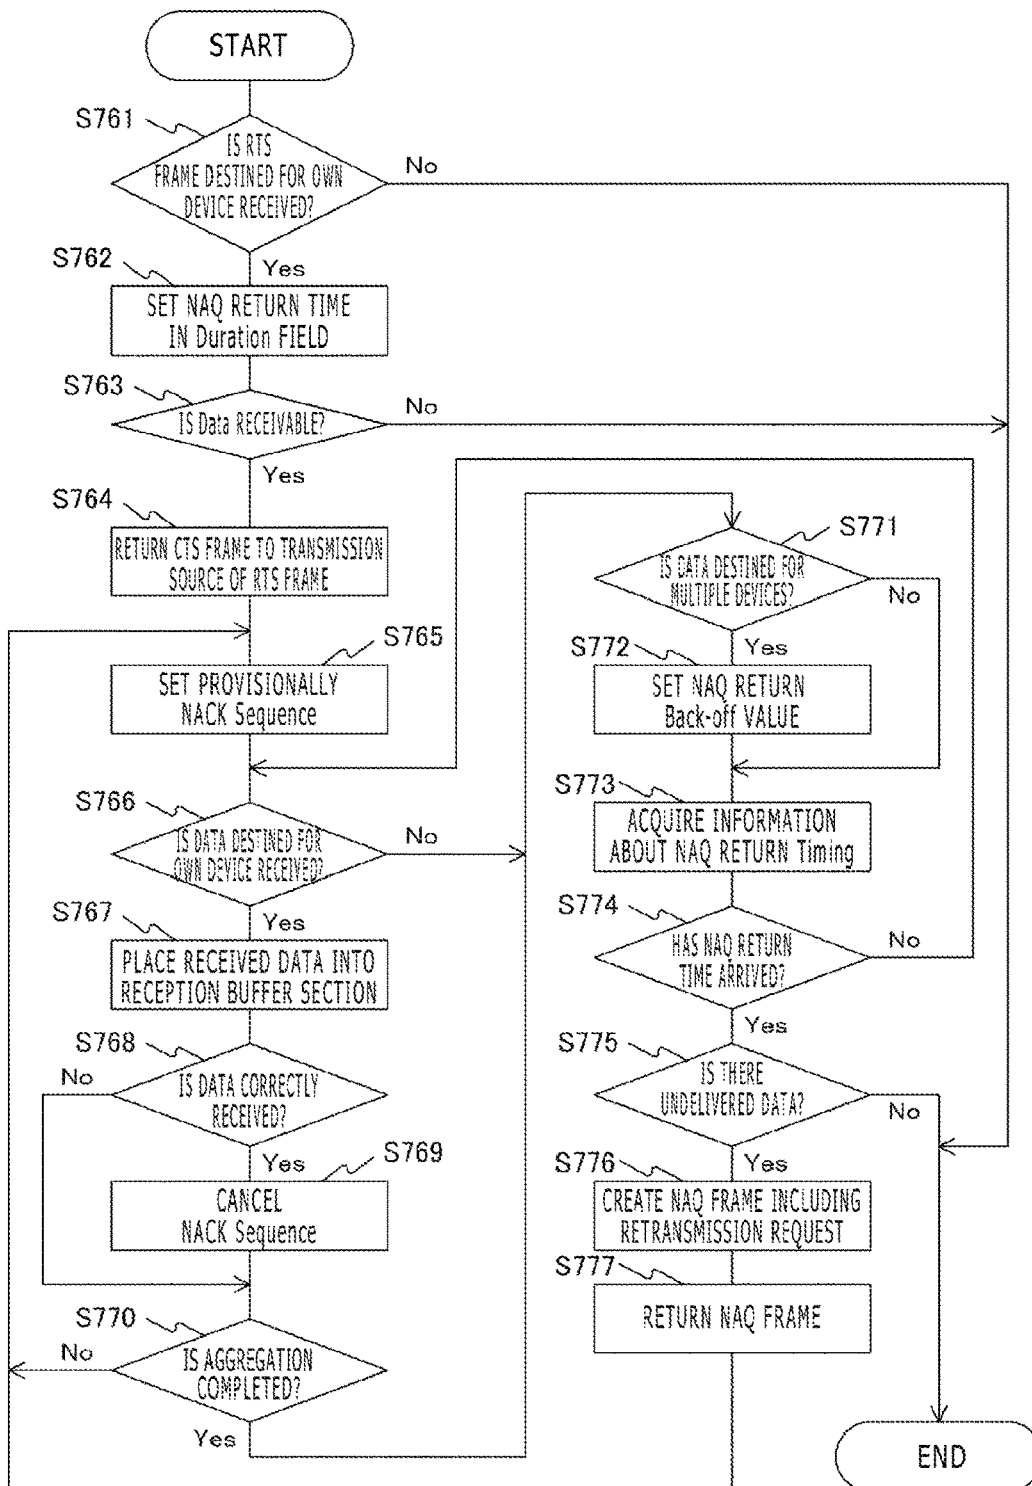 START
S761
IS RTS
FRAME DESTINED FOR OWN
DEVICE RECEIVED?
No
Yes
S762
SET NAQ RETURN TIME
IN Duration FIELD
S763
IS Data RECEIVABLE?
No
Yes
S764
RETURN CTS FRAME TO TRANSMISSION
SOURCE OF RTS FRAME
S765
SET PROVISIONALLY
NACK Sequence
S766
IS DATA DESTINED FOR
OWN DEVICE RECEIVED?
No
Yes
S767
PLACE RECEIVED DATA INTO
RECEPTION BUFFER SECTION
S768
No
IS DATA CORRECTLY
RECEIVED?
Yes
S769
CANCEL
NACK Sequence
S770
No
IS AGGREGATION
COMPLETED?
Yes
S771
IS DATA DESTINED FOR
MULTIPLE DEVICES?
No
Yes
S772
SET NAQ RETURN
Back-off VALUE
S773
ACQUIRE INFORMATION
ABOUT NAQ RETURN Timing
S774
HAS NAQ RETURN
TIME ARRIVED?
No
Yes
S775
IS THERE
UNDELIVERED DATA?
No
Yes
S776
CREATE NAQ FRAME INCLUDING
RETRANSMISSION REQUEST
S777
RETURN NAQ FRAME
END